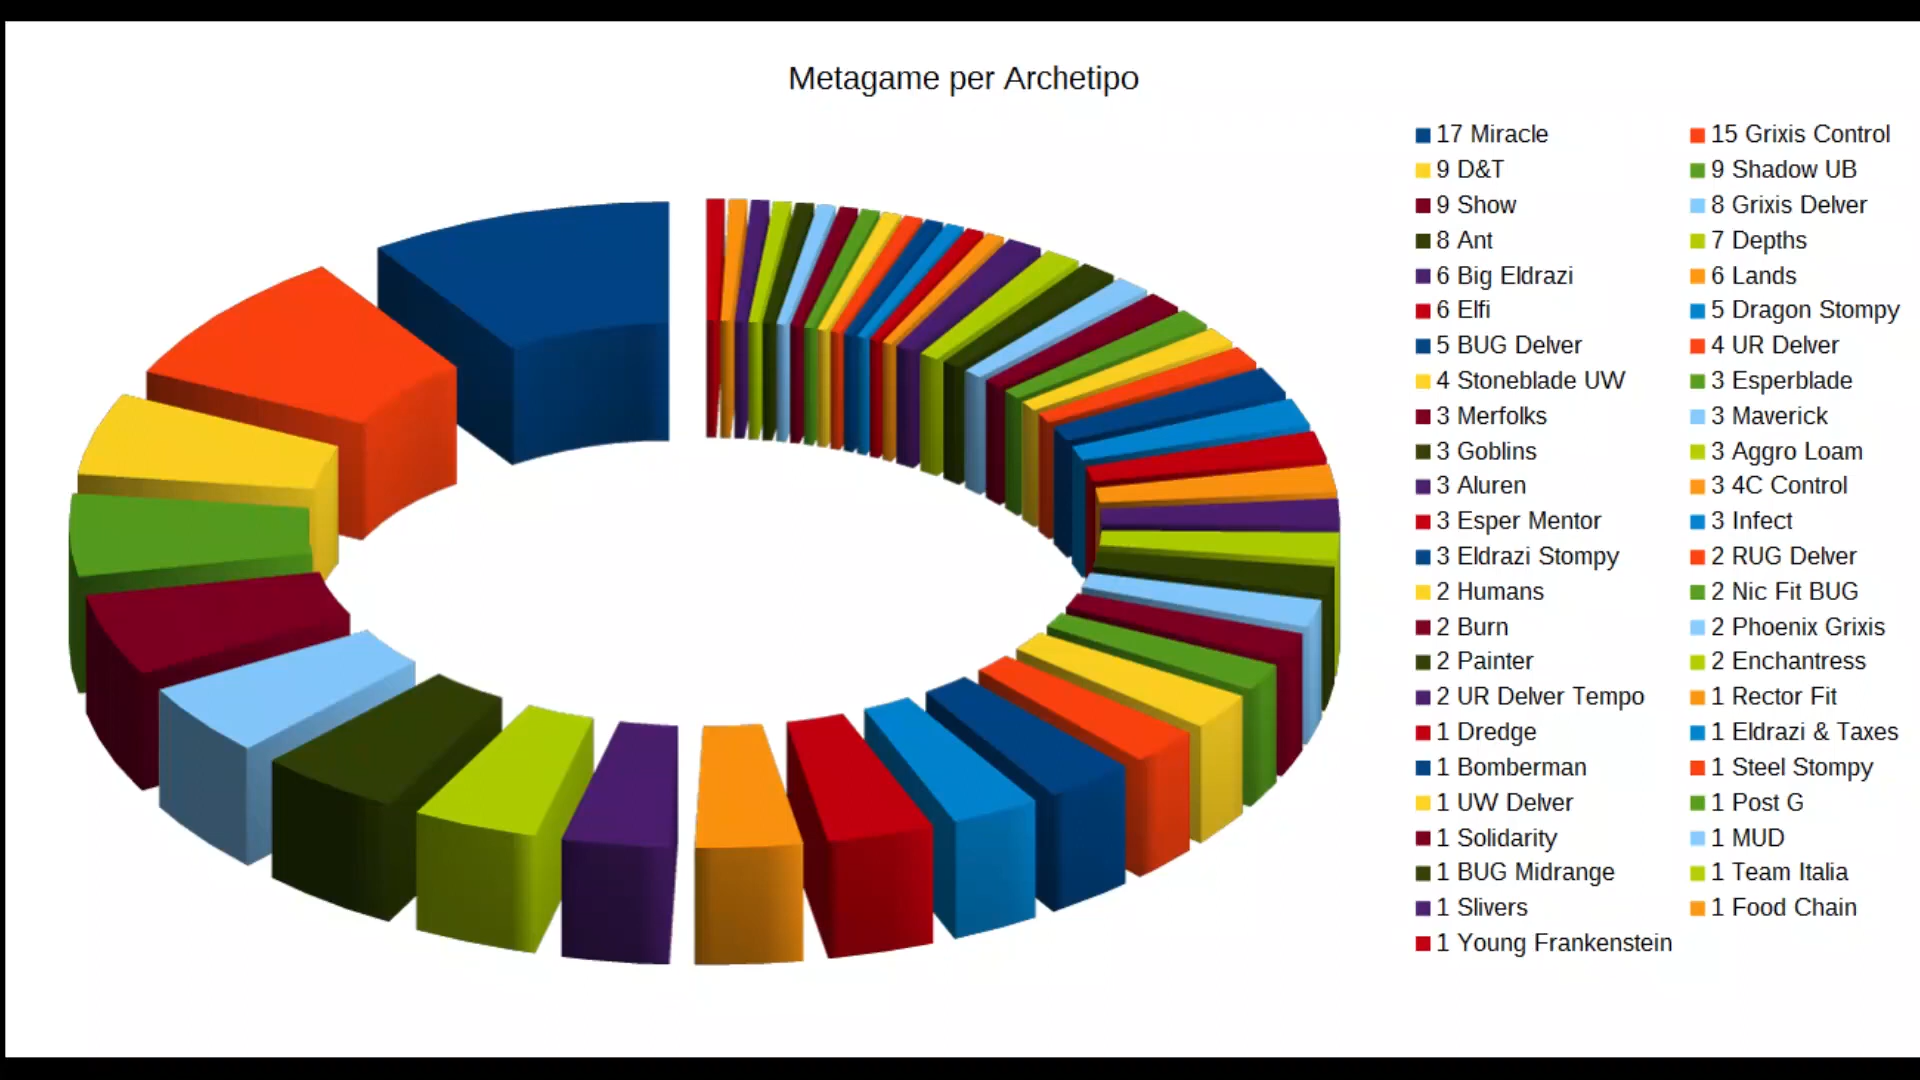 Metagame per Archetipo
17 Miracle
15 Grixis Control
9 D&T
9 Shadow UB
9 Show
8 Grixis Delver
8 Ant
7 Depths
6 Big Eldrazi
6 Lands
6 Elfi
5 Dragon Stompy
5 BUG Delver
4 UR Delver
4 Stoneblade UW
3 Esperblade
3 Merfolks
3 Maverick
3 Goblins
3 Aggro Loam
3 Aluren
3 4C Control
3 Esper Mentor
3 Infect
3 Eldrazi Stompy
2 RUG Delver
2 Humans
2 Nic Fit BUG
2 Burn
2 Phoenix Grixis
2 Painter
2 Enchantress
2 UR Delver Tempo
1 Rector Fit
1 Dredge
1 Eldrazi & Taxes
1 Bomberman
1 Steel Stompy
1 UW Delver
1 Post G
1 Solidarity
1 MUD
1 BUG Midrange
1 Team Italia
1 Slivers
1 Food Chain
1 Young Frankenstein